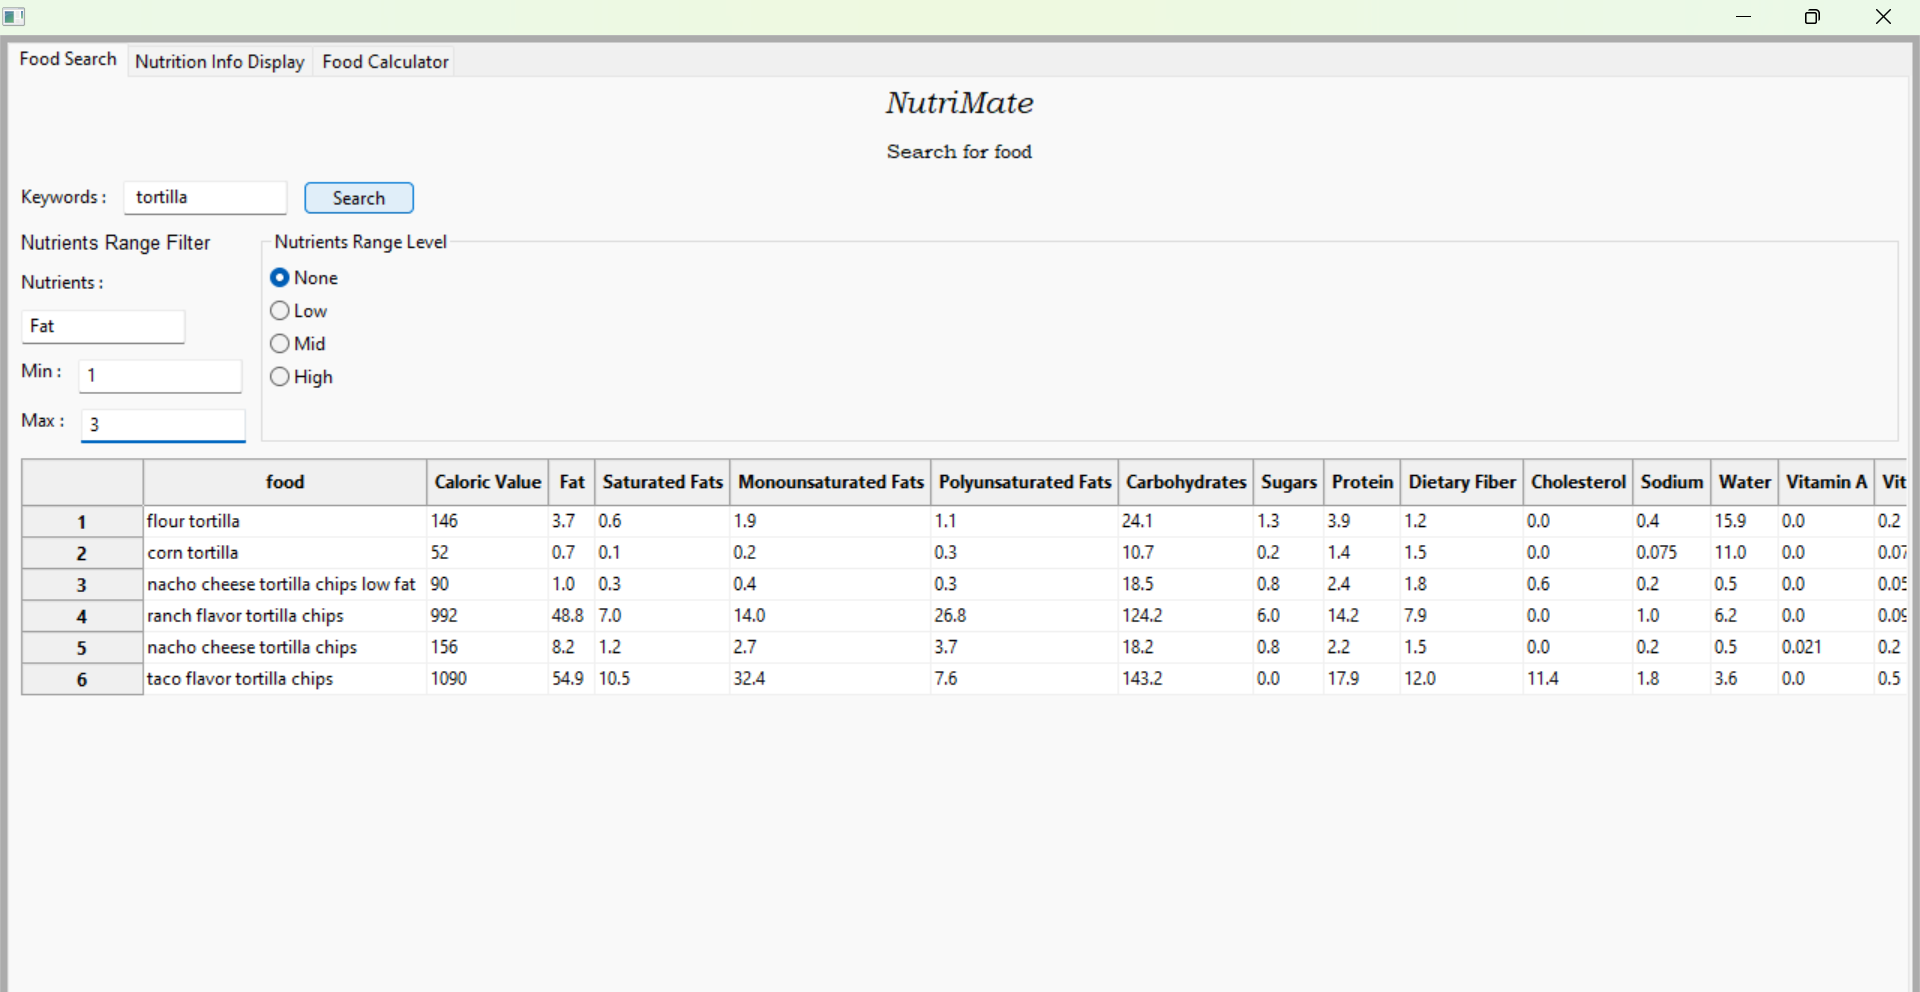 Food Search Nutrition Info Display Food Calculator
NutriMate
Search for food
Keywords : tortilla Search
Nutrients Range Filter
Nutrients :
Fat
Min : 1
Max : 3
Nutrients Range Level
None
Low
Mid
High
food Caloric Value Fat Saturated Fats Monounsaturated Fats Polyunsaturated Fats Carbohydrates Sugars Protein Dietary Fiber Cholesterol Sodium Water Vitamin A Vit
1 flour tortilla 146 3.7 0.6 1.9 1.1 24.1 1.3 3.9 1.2 0.0 0.4 15.9 0.0 0.2
2 corn tortilla 52 0.7 0.1 0.2 0.3 10.7 0.2 1.4 1.5 0.0 0.075 11.0 0.0 0.07
3 nacho cheese tortilla chips low fat 90 1.0 0.3 0.4 0.3 18.5 0.8 2.4 1.8 0.6 0.2 0.5 0.0 0.05
4 ranch flavor tortilla chips 992 48.8 7.0 14.0 26.8 124.2 6.0 14.2 7.9 0.0 1.0 6.2 0.0 0.09
5 nacho cheese tortilla chips 156 8.2 1.2 2.7 3.7 18.2 0.8 2.2 1.5 0.0 0.2 0.5 0.021 0.2
6 taco flavor tortilla chips 1090 54.9 10.5 32.4 7.6 143.2 0.0 17.9 12.0 11.4 1.8 3.6 0.0 0.5